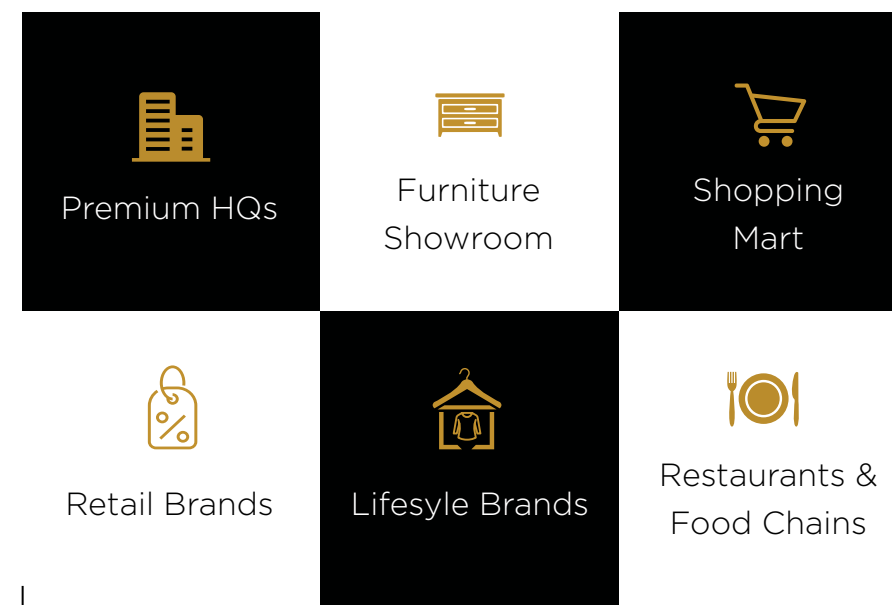 Premium HQs
Furniture
Showroom
Shopping
Mart
Retail Brands
Lifesyle Brands
Restaurants &
Food Chains